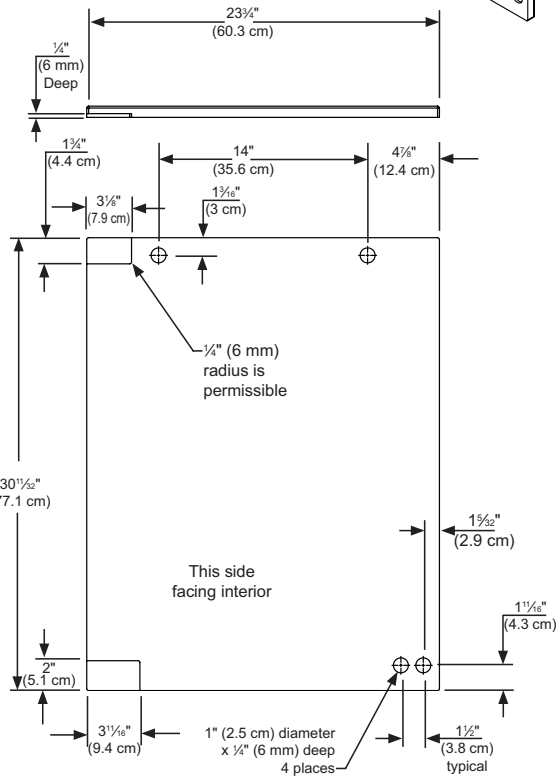 23¾"
(60.3 cm)
¼"
(6 mm)
Deep
1¾"
(4.4 cm)
14"
(35.6 cm)
4⅞"
(12.4 cm)
3⅛"
(7.9 cm)
1³⁄₁₆"
(3 cm)
¼" (6 mm)
radius is
permissible
30¹¹⁄₃₂"
77.1 cm)
This side
facing interior
1⁵⁄₃₂"
(2.9 cm)
1¹¹⁄₁₆"
(4.3 cm)
2"
(5.1 cm)
3¹¹⁄₁₆"
(9.4 cm)
1" (2.5 cm) diameter
x ¼" (6 mm) deep
4 places
1½"
(3.8 cm)
typical